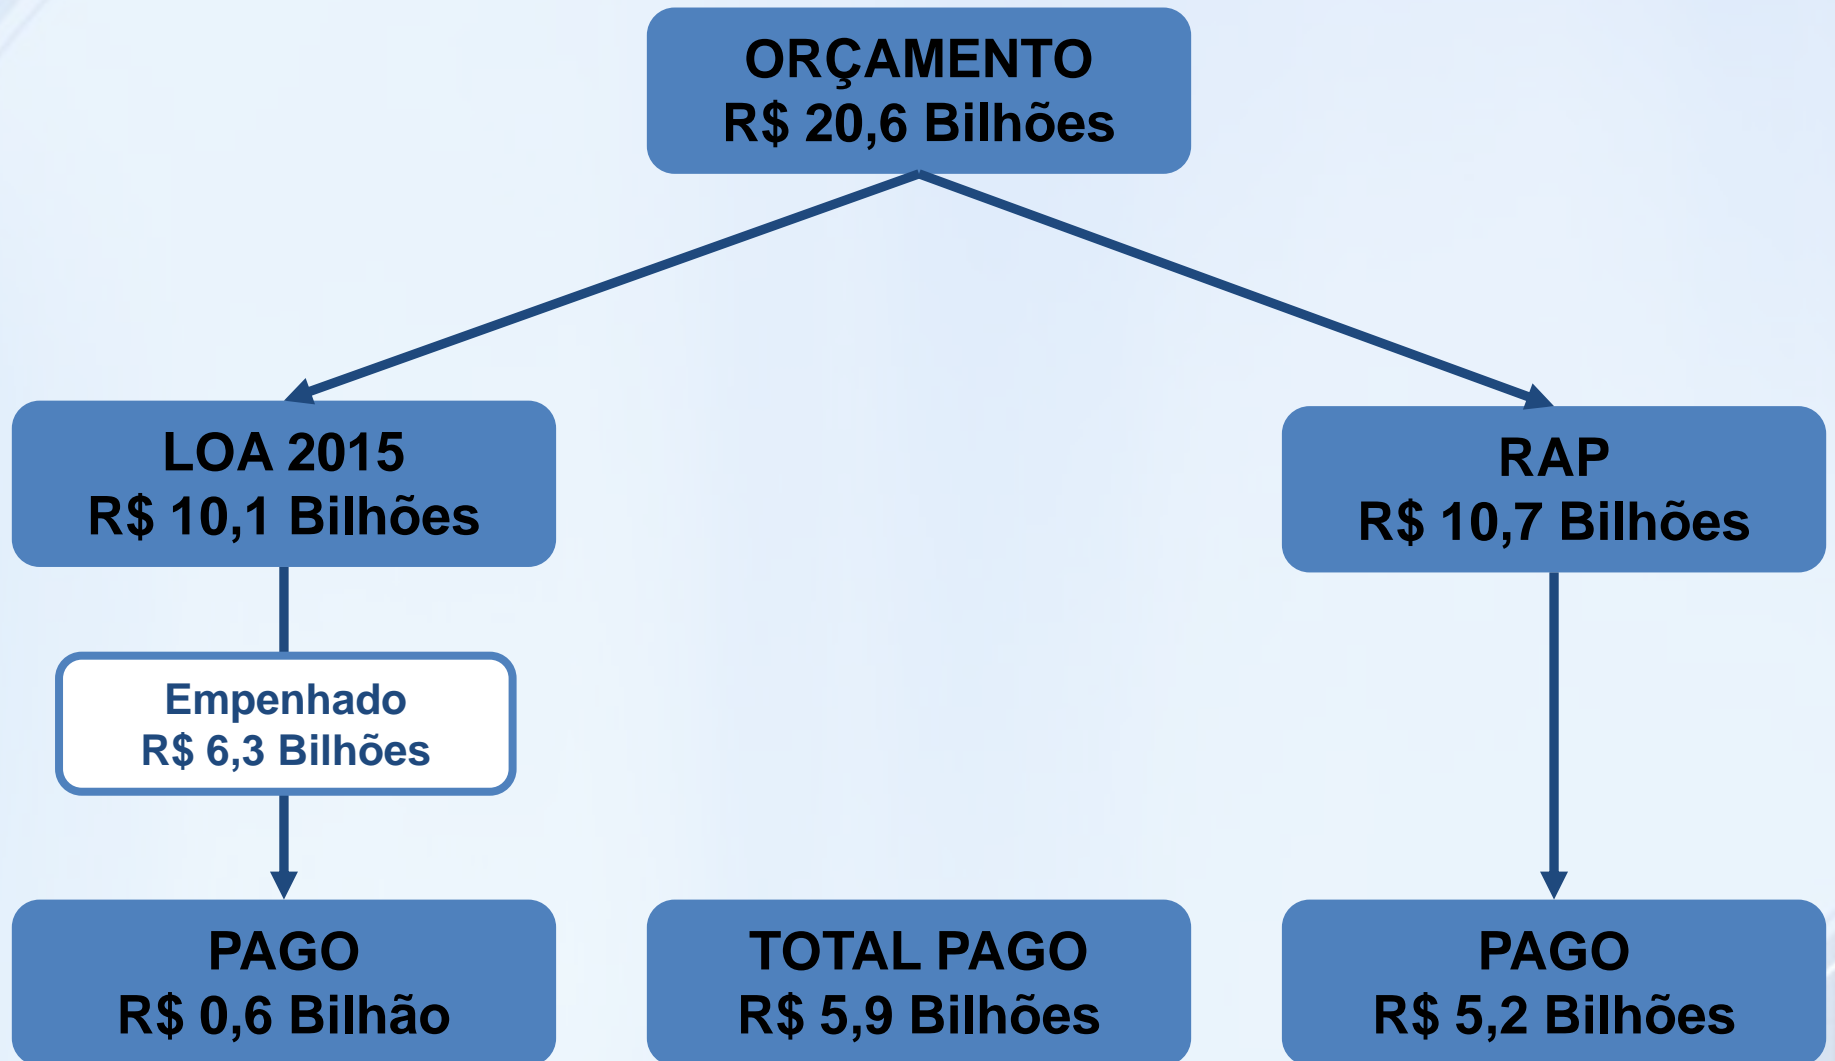 ORÇAMENTO
R$ 20,6 Bilhões
LOA 2015
R$ 10,1 Bilhões
RAP
R$ 10,7 Bilhões
Empenhado
R$ 6,3 Bilhões
PAGO
R$ 0,6 Bilhão
TOTAL PAGO
R$ 5,9 Bilhões
PAGO
R$ 5,2 Bilhões